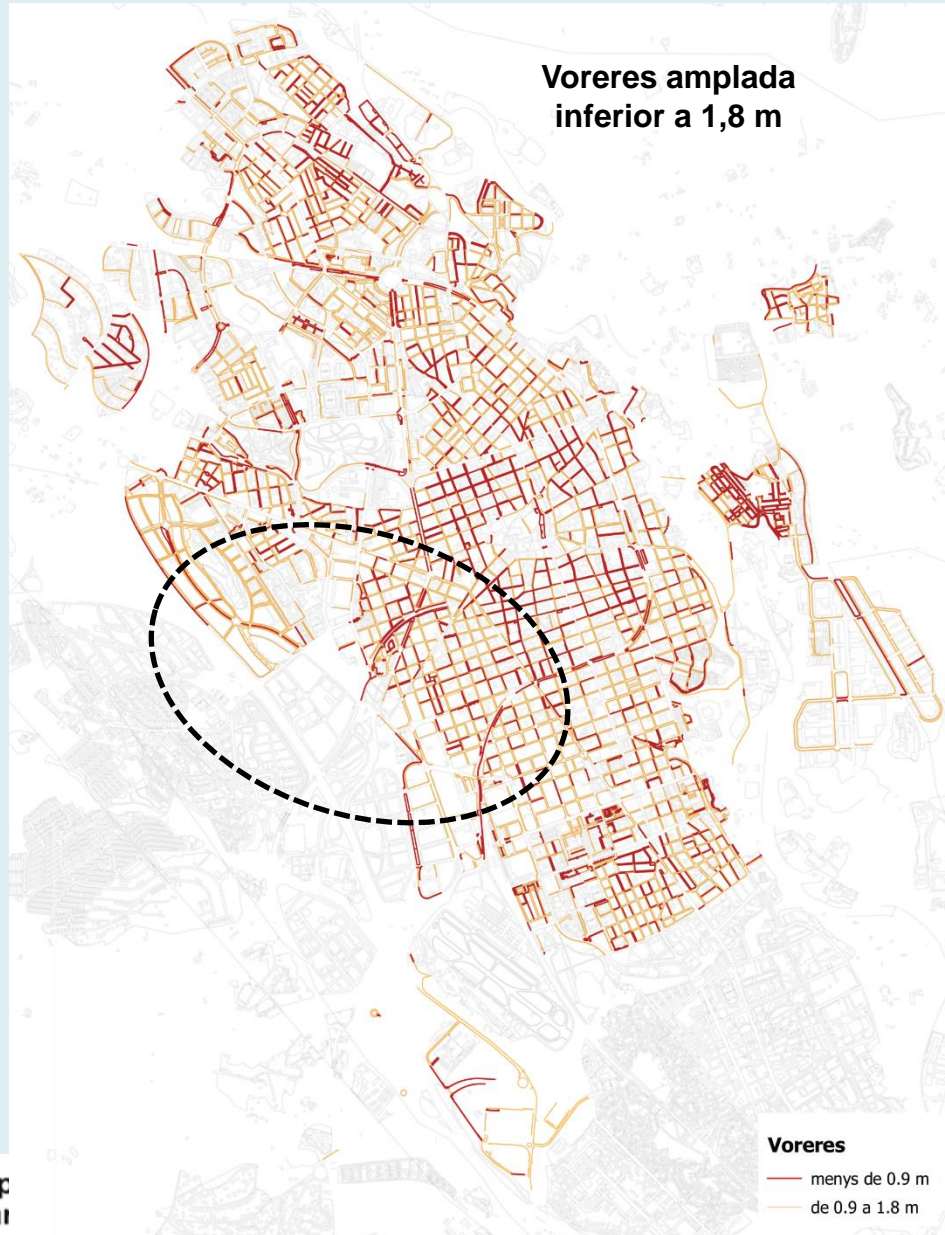 Voreres amplada
inferior a 1,8 m
Voreres
menys de 0.9 m
de 0.9 a 1.8 m